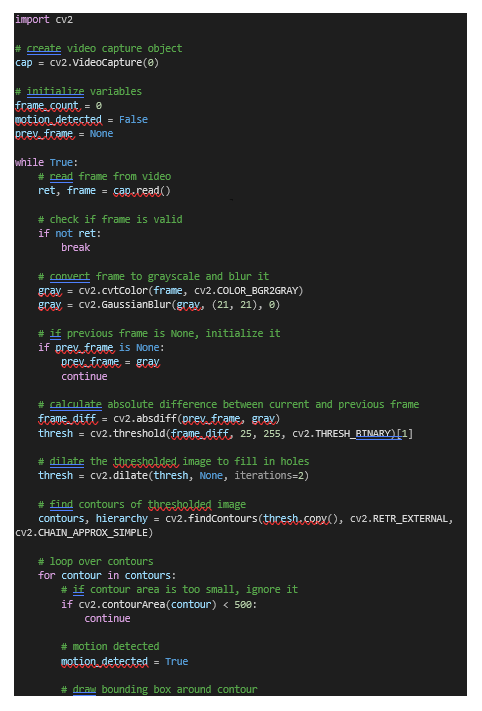 import cv2
# create video capture object
cap = cv2.VideoCapture(0)
# initialize variables
frame_count = 0
motion_detected = False
prev_frame = None
while True:
    # read frame from video
    ret, frame = cap.read()
    # check if frame is valid
    if not ret:
        break
    # convert frame to grayscale and blur it
    gray = cv2.cvtColor(frame, cv2.COLOR_BGR2GRAY)
    gray = cv2.GaussianBlur(gray, (21, 21), 0)
    # if previous frame is None, initialize it
    if prev_frame is None:
        prev_frame = gray
        continue
    # calculate absolute difference between current and previous frame
    frame_diff = cv2.absdiff(prev_frame, gray)
    thresh = cv2.threshold(frame_diff, 25, 255, cv2.THRESH_BINARY)[1]
    # dilate the thresholded image to fill in holes
    thresh = cv2.dilate(thresh, None, iterations=2)
    # find contours of thresholded image
    contours, hierarchy = cv2.findContours(thresh.copy(), cv2.RETR_EXTERNAL,
cv2.CHAIN_APPROX_SIMPLE)
    # loop over contours
    for contour in contours:
        # if contour area is too small, ignore it
        if cv2.contourArea(contour) < 500:
            continue
        # motion detected
        motion_detected = True
        # draw bounding box around contour